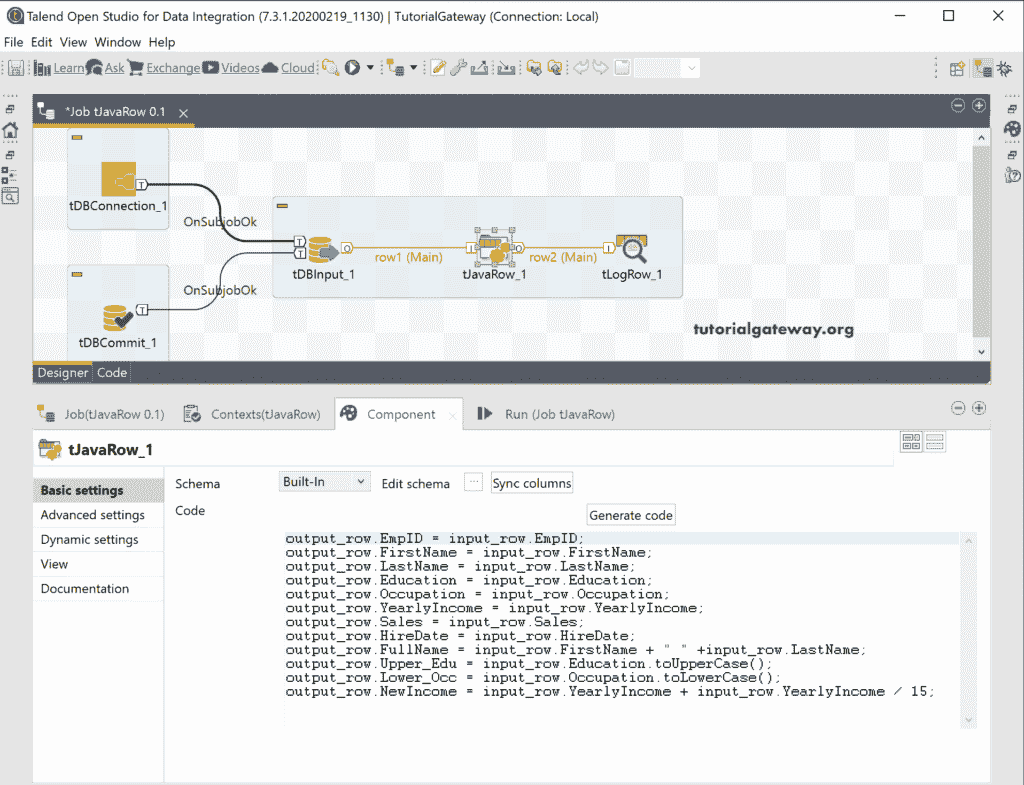 Talend Open Studio for Data Integration (7.3.1.20200219_1130) | TutorialGateway (Connection: Local)
File Edit View Window Help
Learn Ask Exchange Videos Cloud
*Job tJavaRow 0.1
tDBConnection_1
OnSubjobOk
T
T
T
O
row1 (Main)
I
O
row2 (Main)
I
tDBInput_1
tJavaRow_1
tLogRow_1
OnSubjobOk
T
tDBCommit_1
tutorialgateway.org
Designer Code
Job(tJavaRow 0.1) Contexts(tJavaRow) Component Run (Job tJavaRow)
tJavaRow_1
Basic settings
Advanced settings
Dynamic settings
View
Documentation
Schema Built-In Edit schema ... Sync columns
Code
Generate code
output_row.EmpID = input_row.EmpID;
output_row.FirstName = input_row.FirstName;
output_row.LastName = input_row.LastName;
output_row.Education = input_row.Education;
output_row.Occupation = input_row.Occupation;
output_row.YearlyIncome = input_row.YearlyIncome;
output_row.Sales = input_row.Sales;
output_row.HireDate = input_row.HireDate;
output_row.FullName = input_row.FirstName + " " +input_row.LastName;
output_row.Upper_Edu = input_row.Education.toUpperCase();
output_row.Lower_Occ = input_row.Occupation.toLowerCase();
output_row.NewIncome = input_row.YearlyIncome + input_row.YearlyIncome / 15;